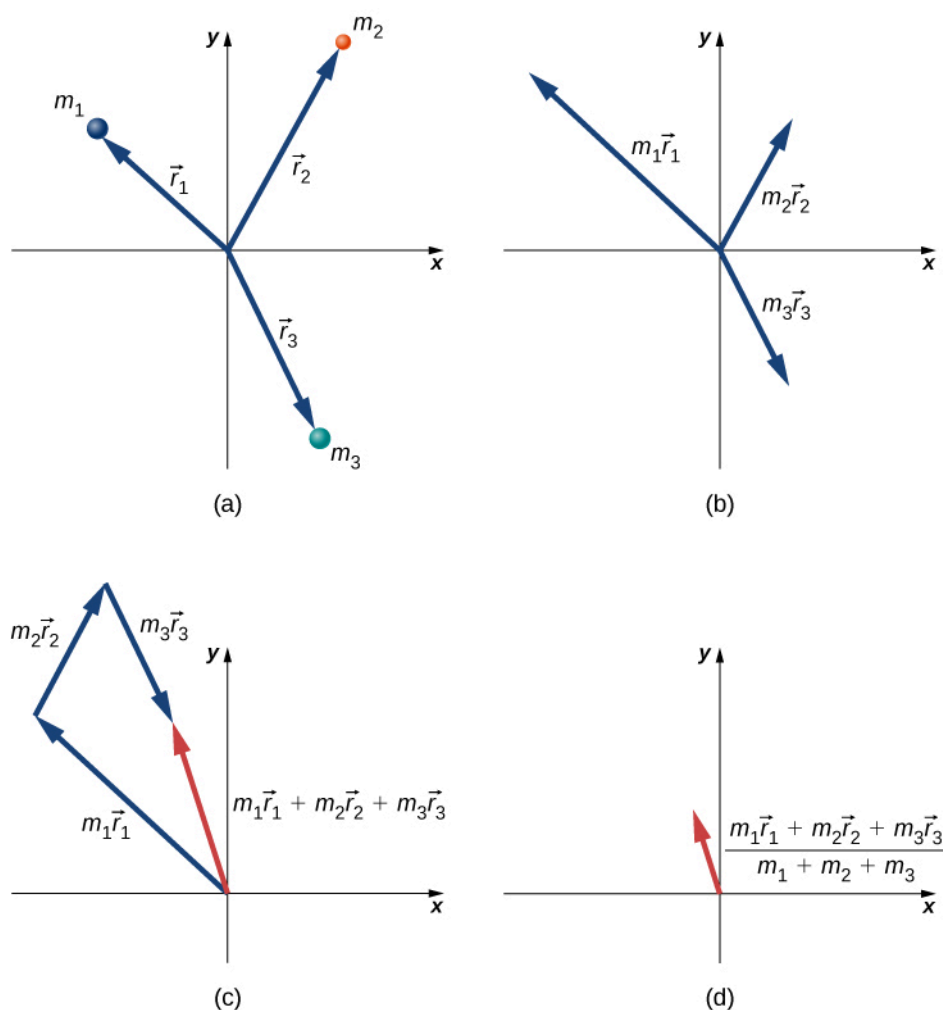 y
m₂
m₁
r⃗₁
r⃗₂
x
r⃗₃
m₃
(a)
y
m₁r⃗₁
m₂r⃗₂
x
m₃r⃗₃
(b)
m₂r⃗₂
m₃r⃗₃
y
m₁r⃗₁ + m₂r⃗₂ + m₃r⃗₃
m₁r⃗₁
x
(c)
y
m₁r⃗₁ + m₂r⃗₂ + m₃r⃗₃
m₁ + m₂ + m₃
x
(d)